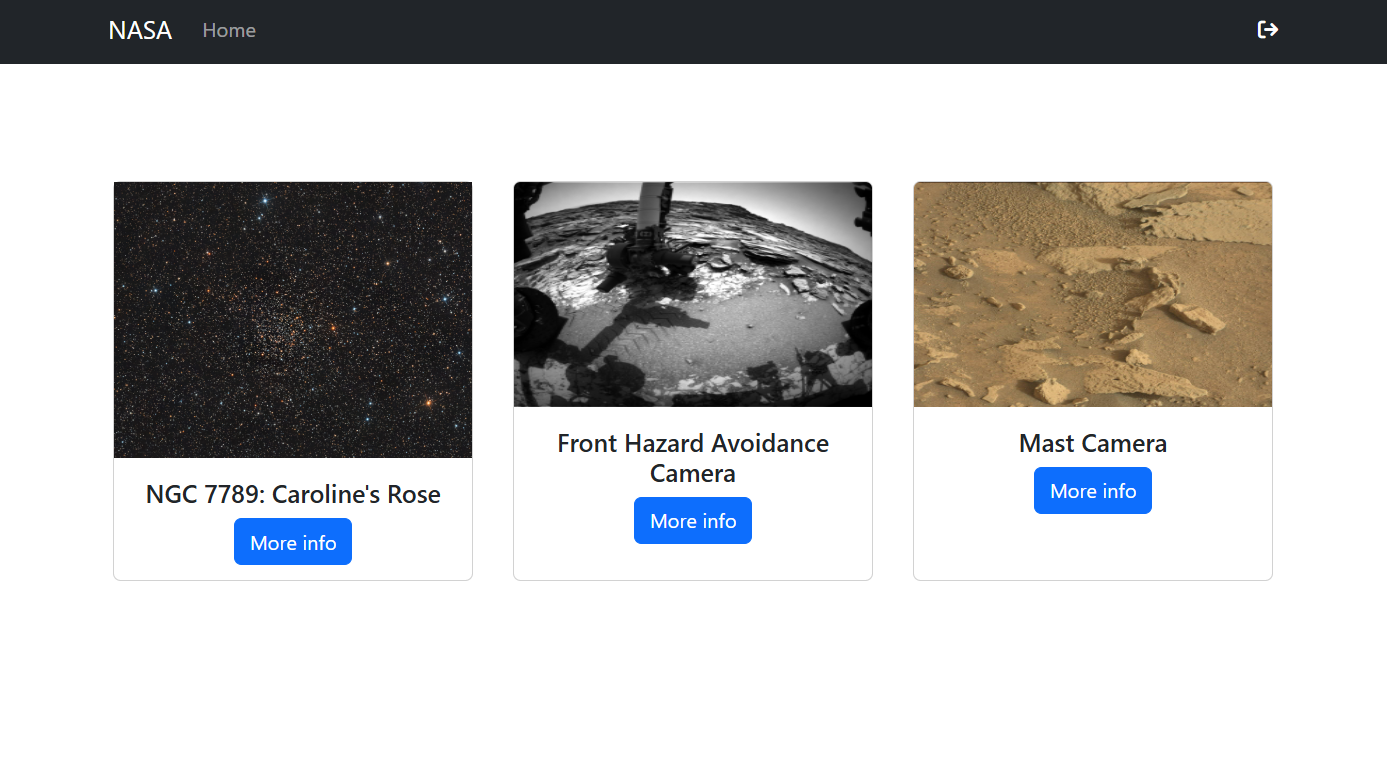 NASA Home
NGC 7789: Caroline's Rose
More info
Front Hazard Avoidance
Camera
More info
Mast Camera
More info